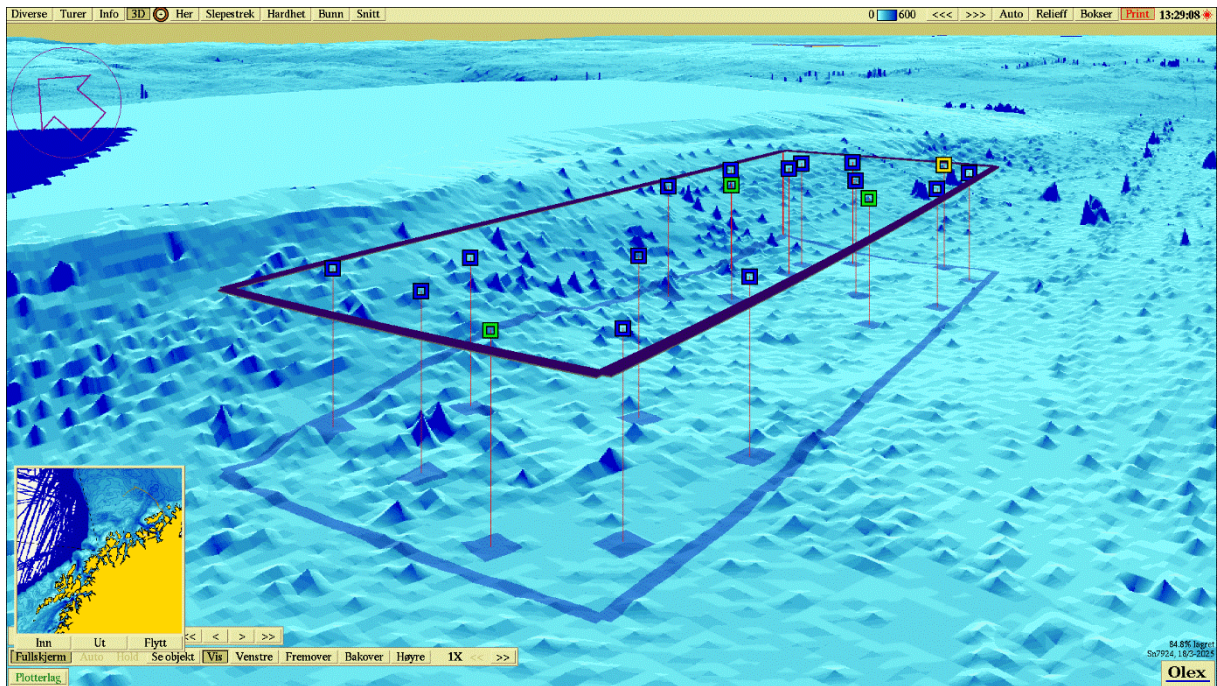 Diverse Turer Info 3D Her Slepestrek Hardhet Bunn Snitt 0 600 <<< >>> Auto Relieff Bokser Print 13:29:08
<< < > >>
Inn Ut Flytt
Fullskjerm Auto Hold Se objekt Vis Venstre Fremover Bakover Høyre 1X << >>
84.8% lagret
Sn7924, 18/3-2025
Plotterlag Olex